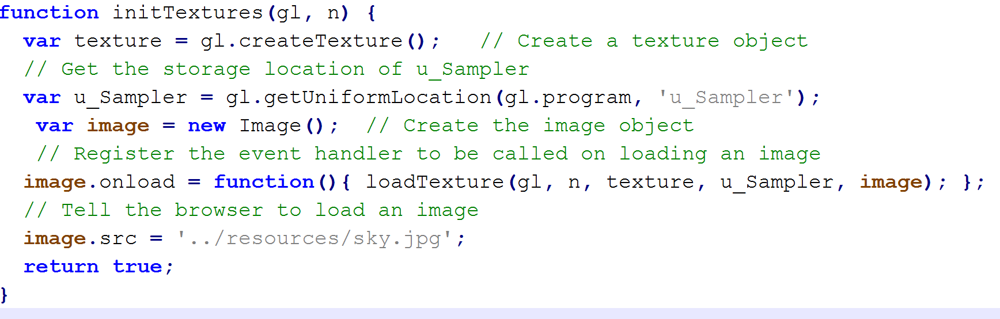 function initTextures(gl, n) {
var texture = gl.createTexture();   // Create a texture object
// Get the storage location of u_Sampler
var u_Sampler = gl.getUniformLocation(gl.program, 'u_Sampler');
var image = new Image();  // Create the image object
// Register the event handler to be called on loading an image
image.onload = function(){ loadTexture(gl, n, texture, u_Sampler, image); };
// Tell the browser to load an image
image.src = '../resources/sky.jpg';
return true;
}